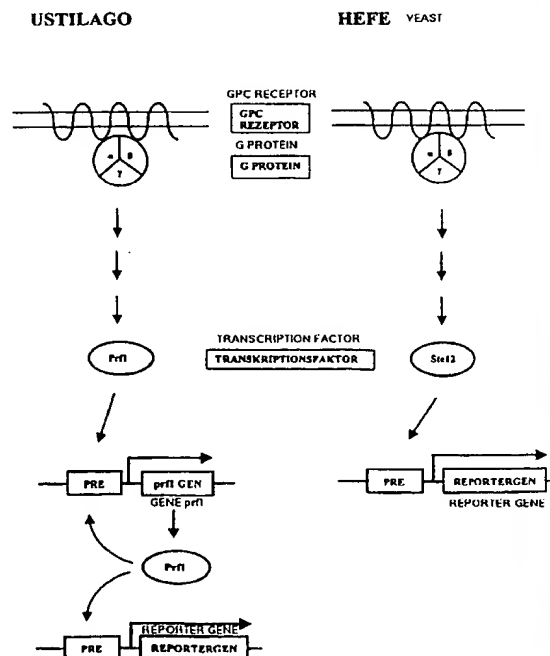 USTILAGO
HEFE YEAST
GPC RECEPTOR
GPC
REZEPTOR
G PROTEIN
G PROTEIN
α β
γ
α β
γ
TRANSCRIPTION FACTOR
Prf1
TRANSKRIPTIONSFAKTOR
Ste12
PRE
prf1 GEN
GENE prf1
PRE
REPORTERGEN
REPORTER GENE
Prf1
REPORTER GENE
PRE
REPORTERGEN